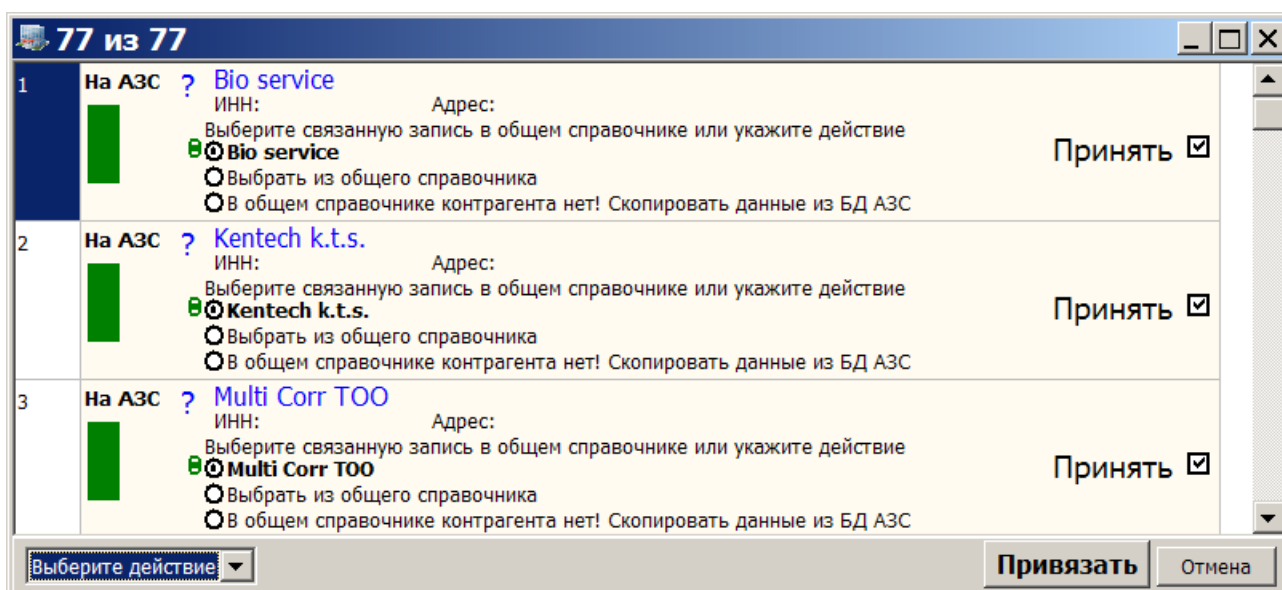 77 из 77
1 На АЗС ? Bio service
ИНН: Адрес:
Выберите связанную запись в общем справочнике или укажите действие
Bio service
Принять
Выбрать из общего справочника
В общем справочнике контрагента нет! Скопировать данные из БД АЗС
2 На АЗС ? Kentech k.t.s.
ИНН: Адрес:
Выберите связанную запись в общем справочнике или укажите действие
Kentech k.t.s.
Принять
Выбрать из общего справочника
В общем справочнике контрагента нет! Скопировать данные из БД АЗС
3 На АЗС ? Multi Corr ТОО
ИНН: Адрес:
Выберите связанную запись в общем справочнике или укажите действие
Multi Corr ТОО
Принять
Выбрать из общего справочника
В общем справочнике контрагента нет! Скопировать данные из БД АЗС
Выберите действие Привязать Отмена